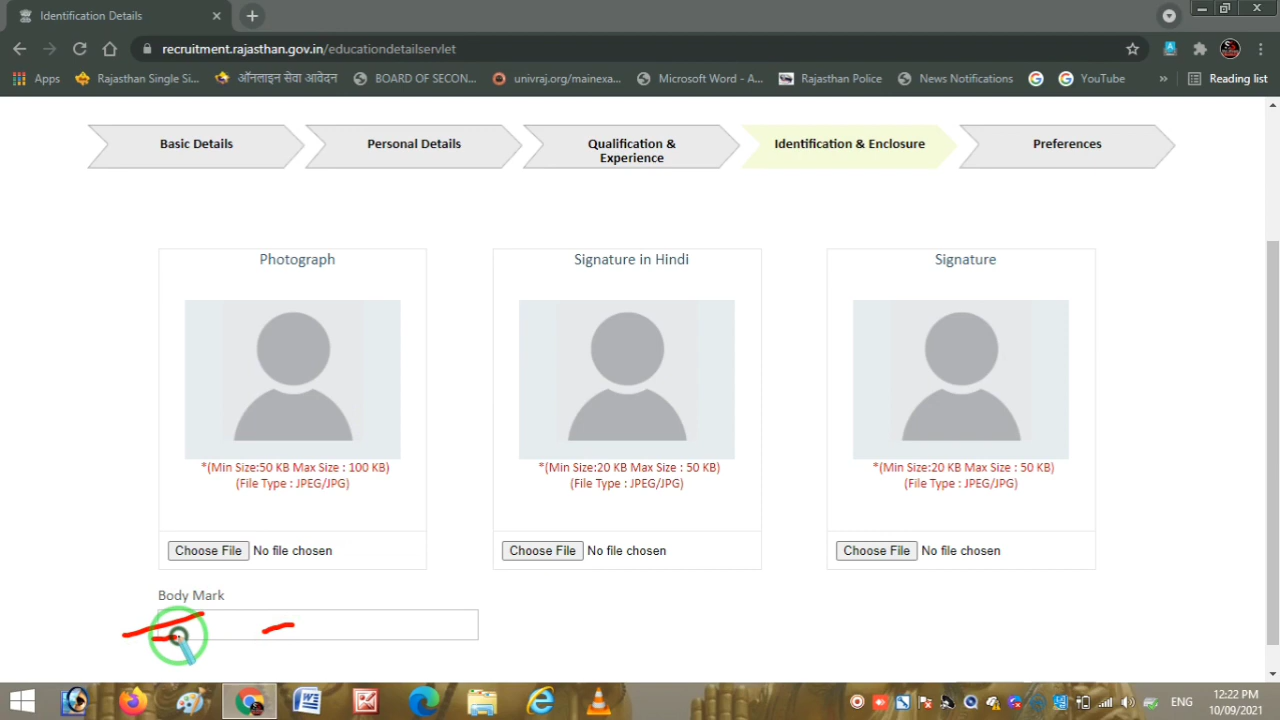 Identification Details
recruitment.rajasthan.gov.in/educationdetailservlet
Apps Rajasthan Single Si... ऑनलाइन सेवा आवेदन BOARD OF SECON... univraj.org/mainexa... Microsoft Word - A... Rajasthan Police News Notifications YouTube » Reading list
Basic Details Personal Details Qualification & Experience Identification & Enclosure Preferences
Photograph Signature in Hindi Signature
*(Min Size:50 KB Max Size : 100 KB) *(Min Size:20 KB Max Size : 50 KB) *(Min Size:20 KB Max Size : 50 KB)
(File Type : JPEG/JPG) (File Type : JPEG/JPG) (File Type : JPEG/JPG)
Choose File No file chosen Choose File No file chosen Choose File No file chosen
Body Mark
ENG 12:22 PM
10/09/2021